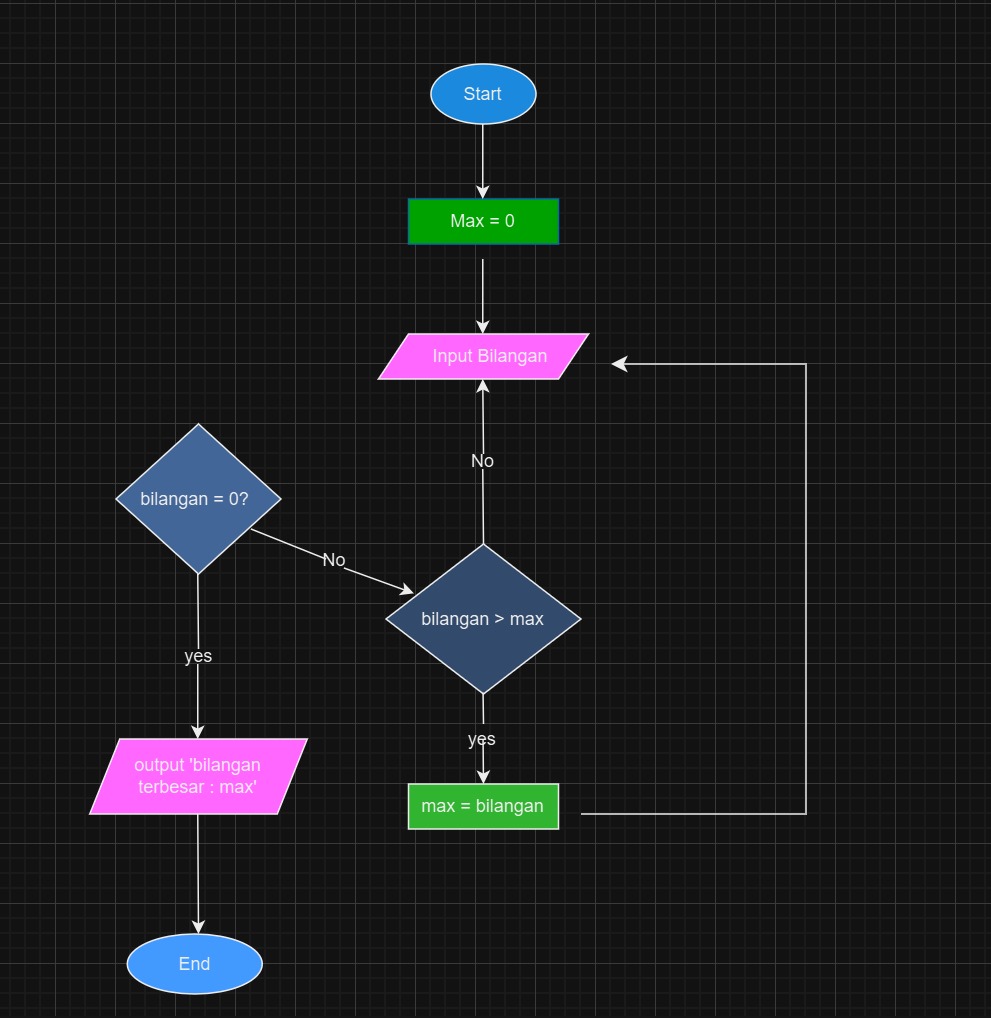 Start
Max = 0
Input Bilangan
No
bilangan = 0?
No
bilangan > max
yes
yes
output 'bilangan
terbesar : max'
max = bilangan
End